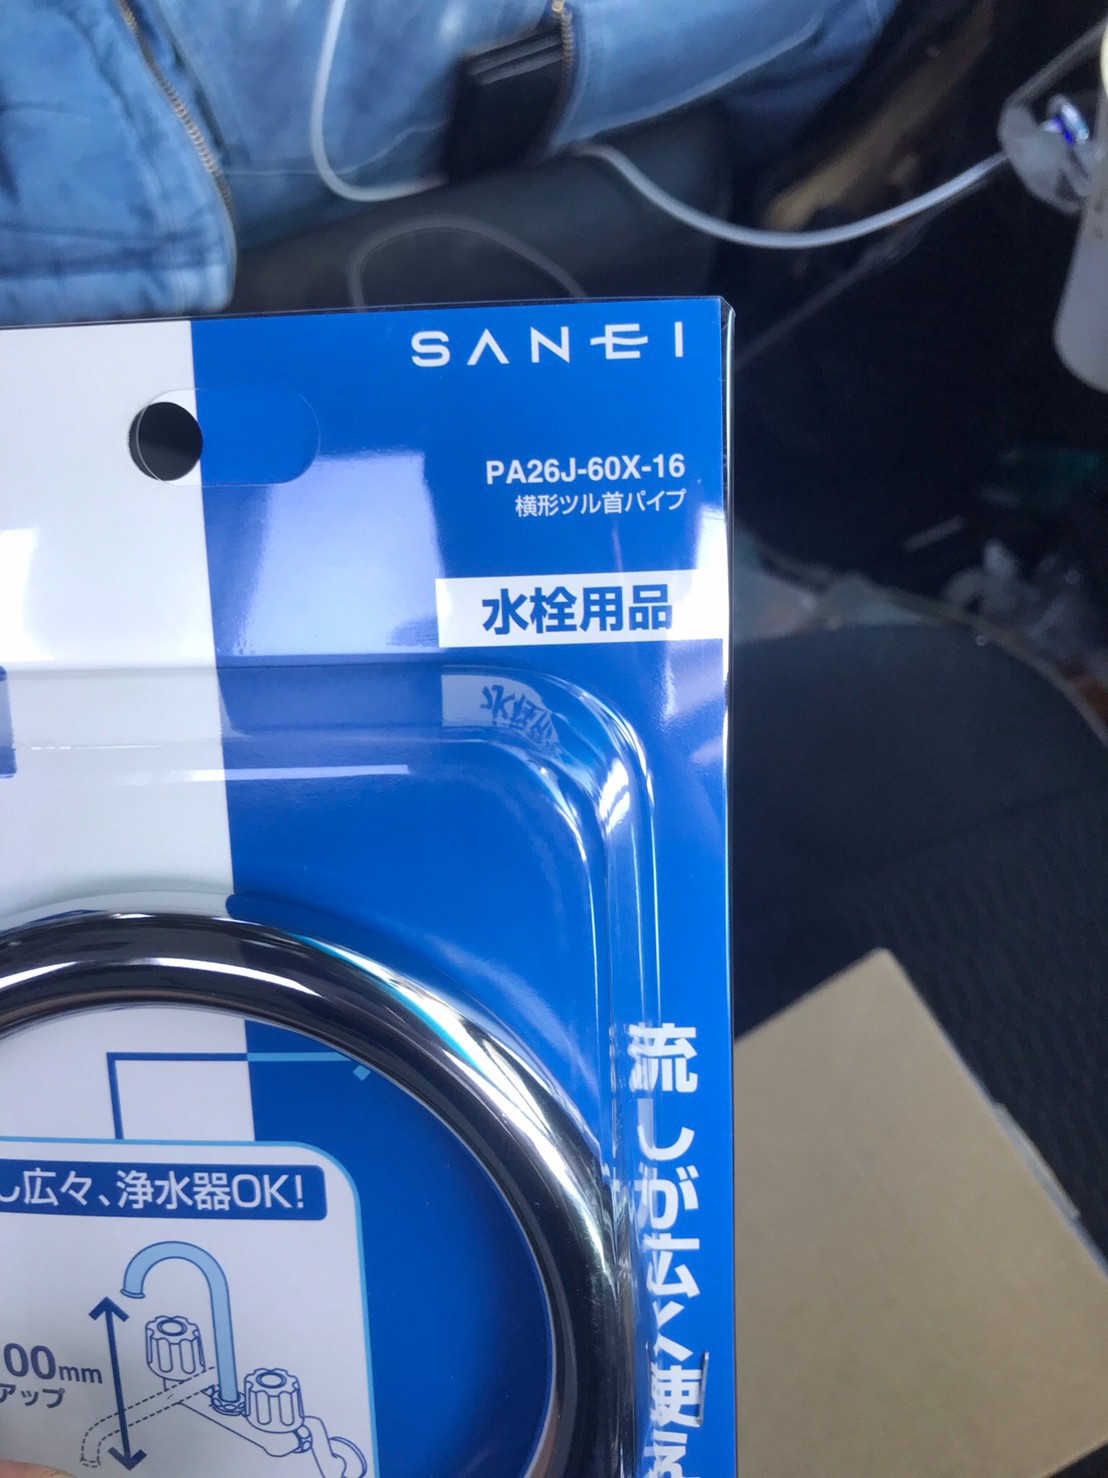 SANEI
PA26J-60X-16
横形ツル首パイプ
水栓用品
流しが広く使
し広々、浄水器OK!
00mm
アップ